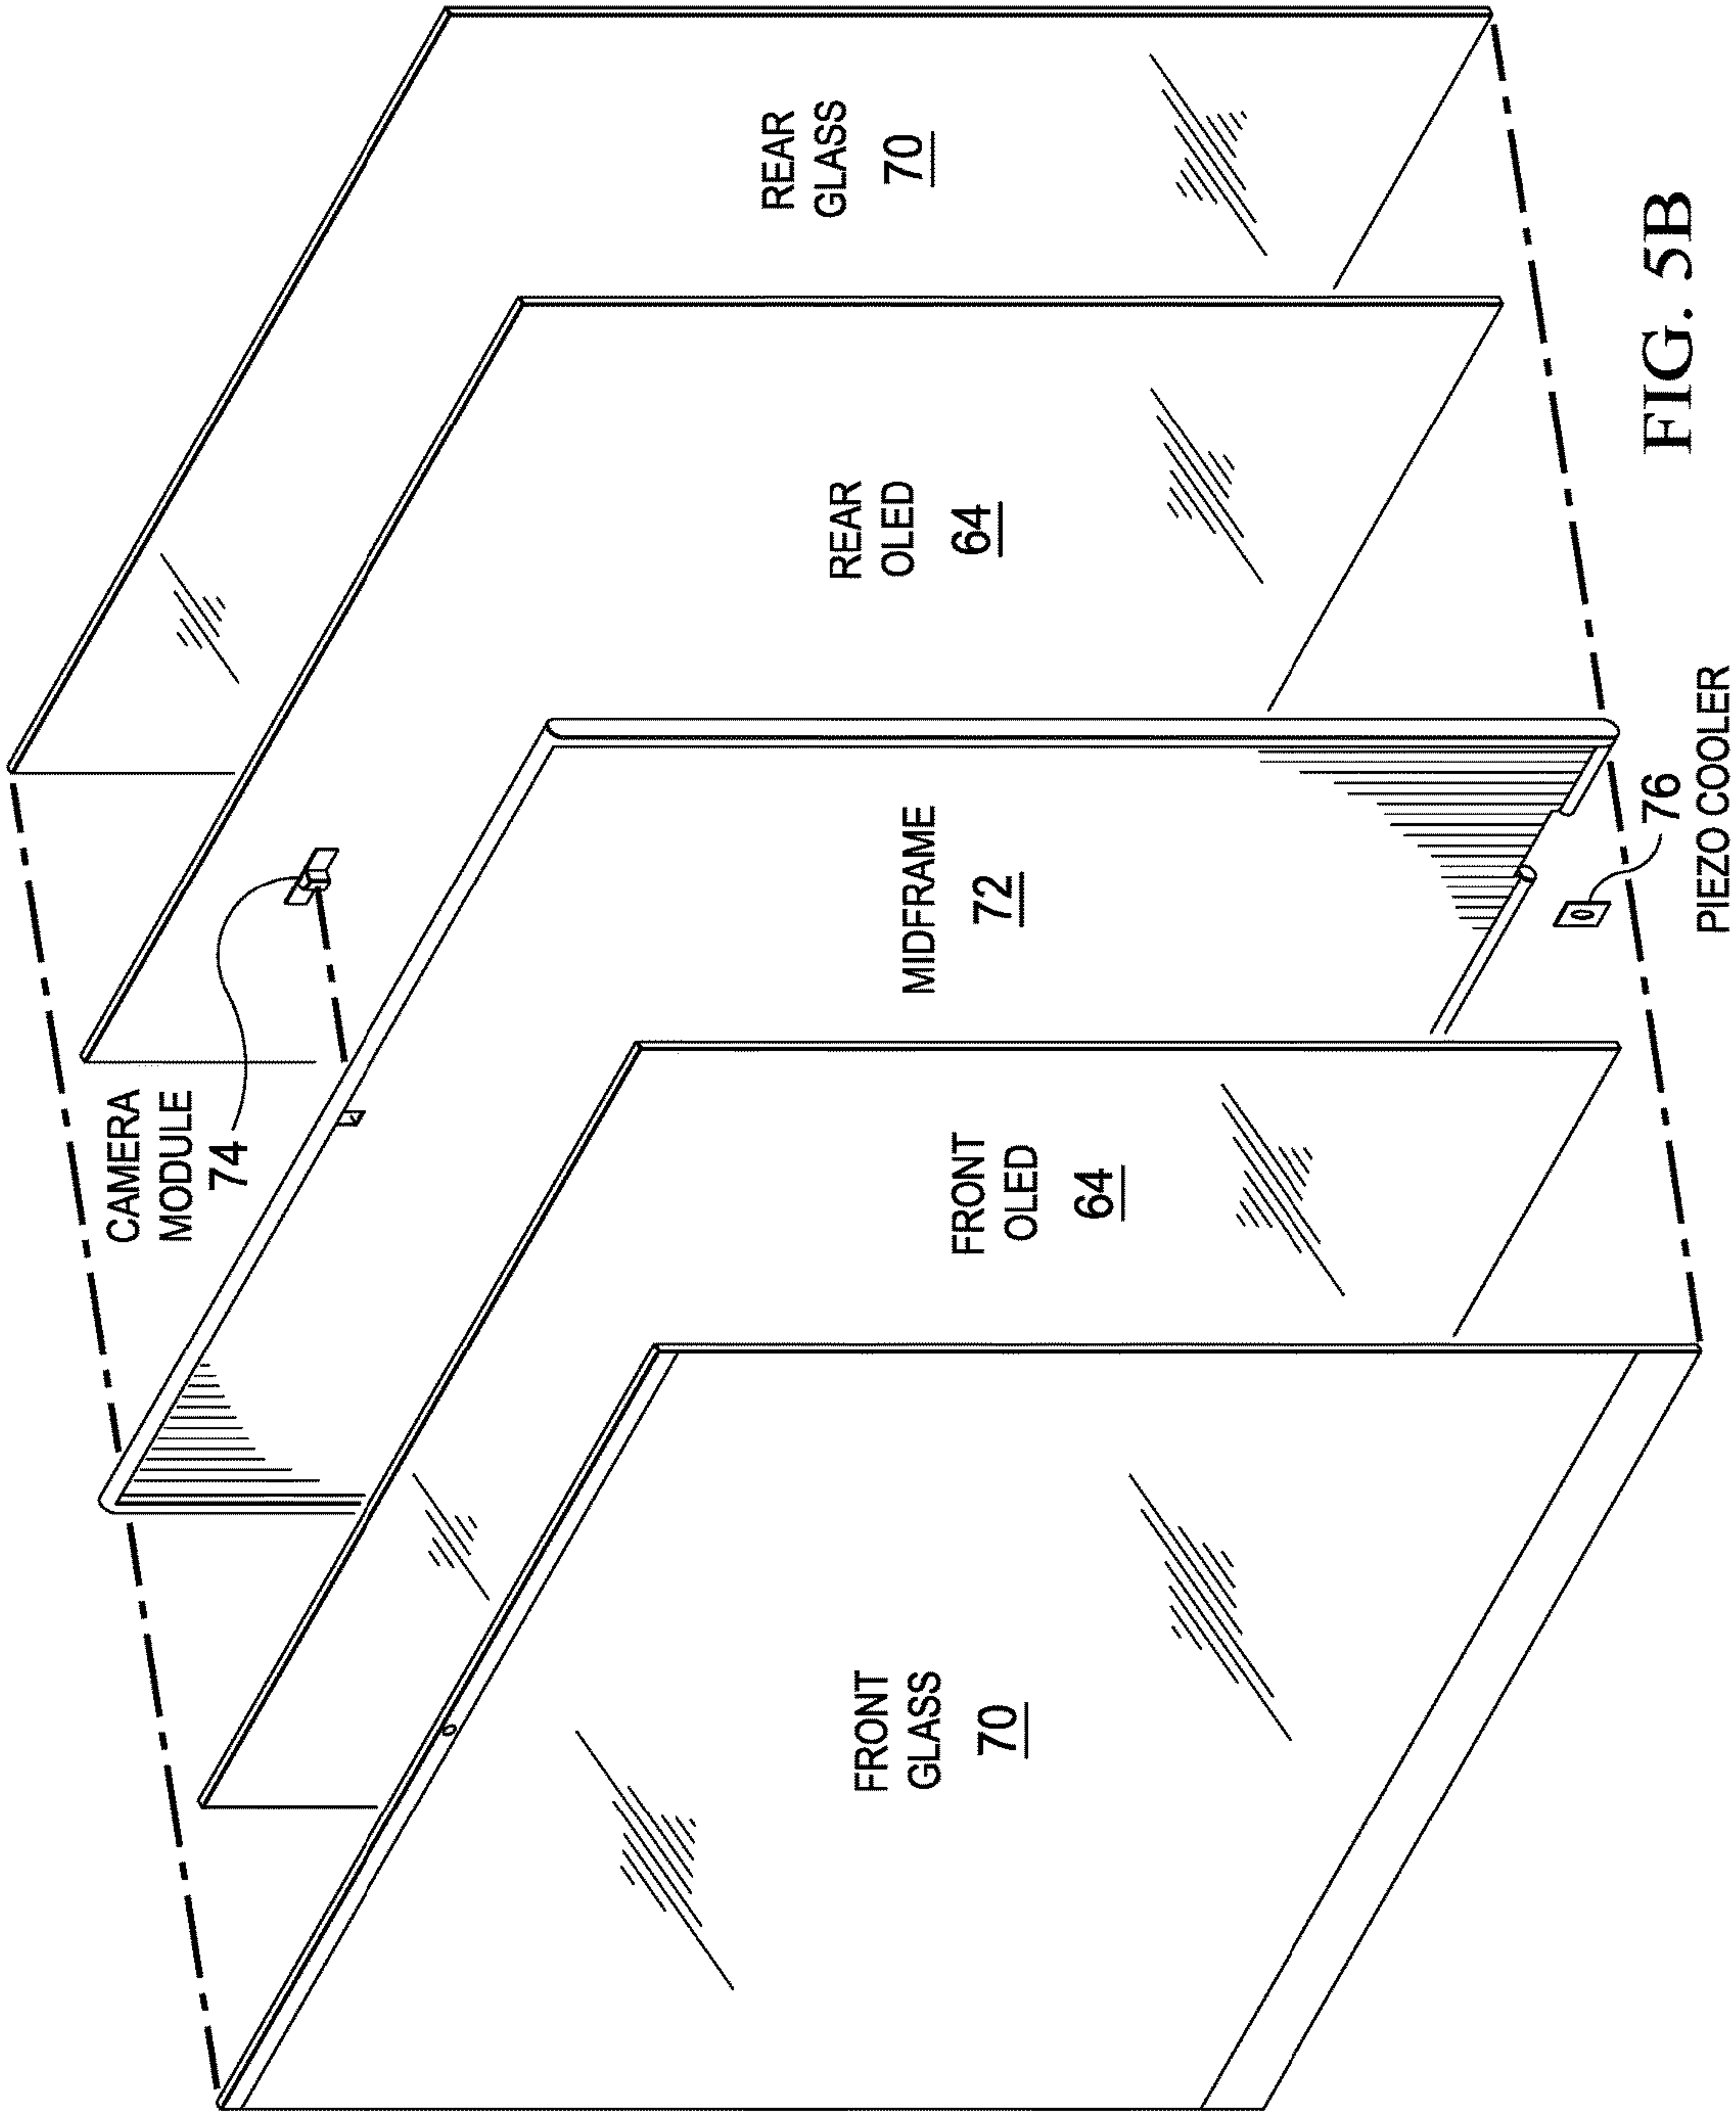 REAR
GLASS
70
REAR
OLED
64
CAMERA
MODULE
74
MIDFRAME
72
76
PIEZO COOLER
FRONT
OLED
64
FRONT
GLASS
70
FIG. 5B